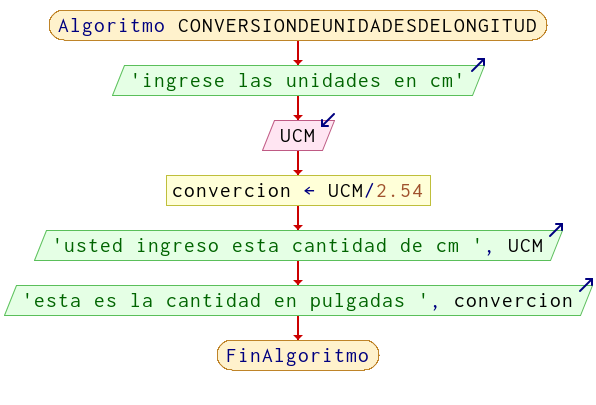 Algoritmo CONVERSIONDEUNIDADESDELONGITUD
'ingrese las unidades en cm'
UCM
convercion ← UCM/2.54
'usted ingreso esta cantidad de cm ', UCM
'esta es la cantidad en pulgadas ', convercion
FinAlgoritmo